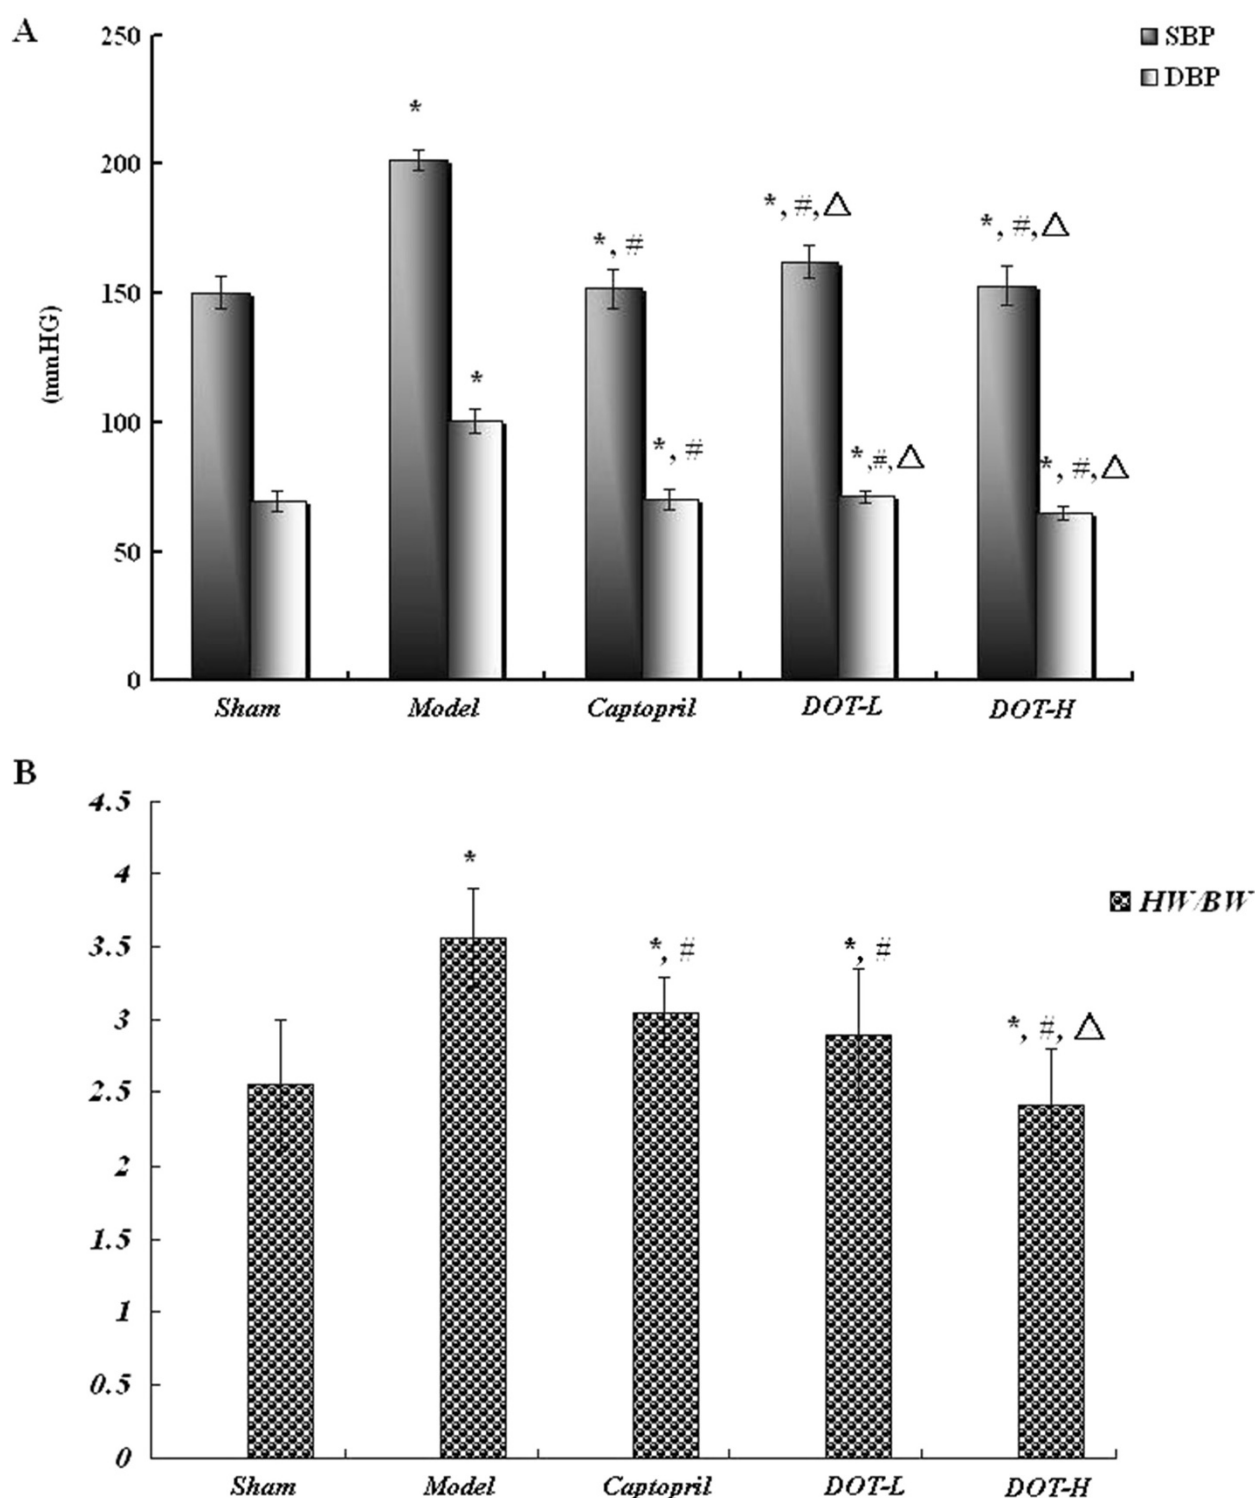 A
250
200
150
100
50
0
(mmHG)
SBP
DBP
*
*
*, #
*, #
*, #, △
*,#,△
*, #, △
*, #, △
Sham Model Captopril DOT-L DOT-H
B
4.5
4
3.5
3
2.5
2
1.5
1
0.5
0
HW/BW
*
*, #
*, #
*, #, △
Sham Model Captopril DOT-L DOT-H